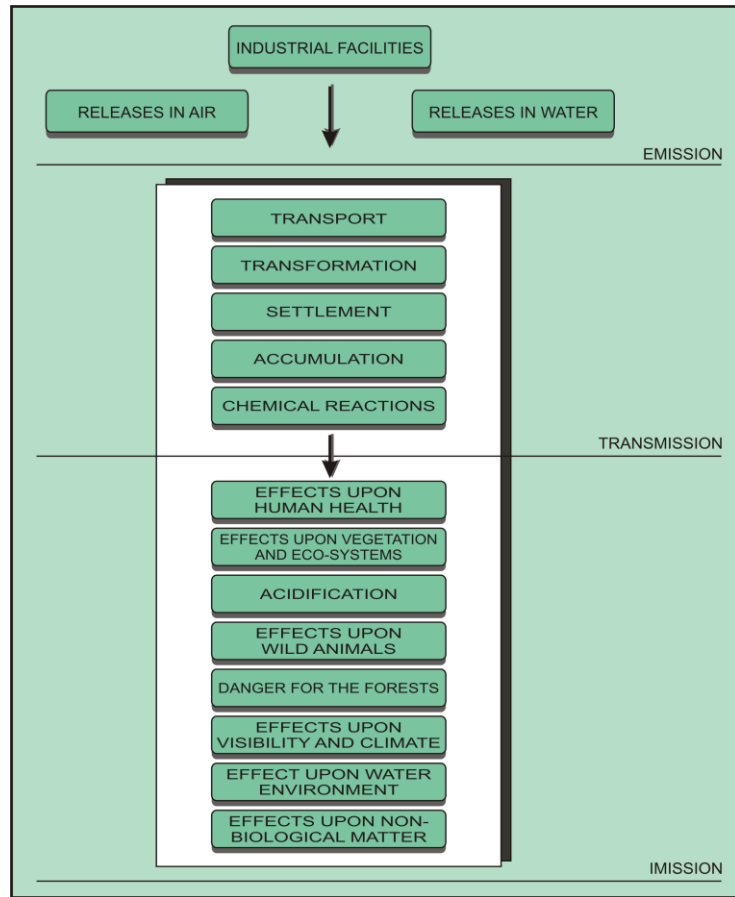 INDUSTRIAL FACILITIES
RELEASES IN AIR
RELEASES IN WATER
EMISSION
TRANSPORT
TRANSFORMATION
SETTLEMENT
ACCUMULATION
CHEMICAL REACTIONS
TRANSMISSION
EFFECTS UPON
HUMAN HEALTH
EFFECTS UPON VEGETATION
AND ECO-SYSTEMS
ACIDIFICATION
EFFECTS UPON
WILD ANIMALS
DANGER FOR THE FORESTS
EFFECTS UPON
VISIBILITY AND CLIMATE
EFFECT UPON WATER
ENVIRONMENT
EFFECTS UPON NON-
BIOLOGICAL MATTER
IMISSION